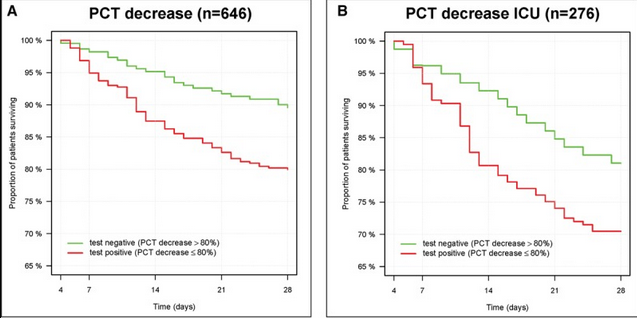 A
PCT decrease (n=646)
Proportion of patients surviving
100 %
95 %
90 %
85 %
80 %
75 %
70 %
65 %
test negative (PCT decrease > 80%)
test positive (PCT decrease ≤ 80%)
4 7 14 21 28
Time (days)
B
PCT decrease ICU (n=276)
Proportion of patients surviving
100 %
95 %
90 %
85 %
80 %
75 %
70 %
65 %
test negative (PCT decrease > 80%)
test positive (PCT decrease ≤ 80%)
4 7 14 21 28
Time (days)